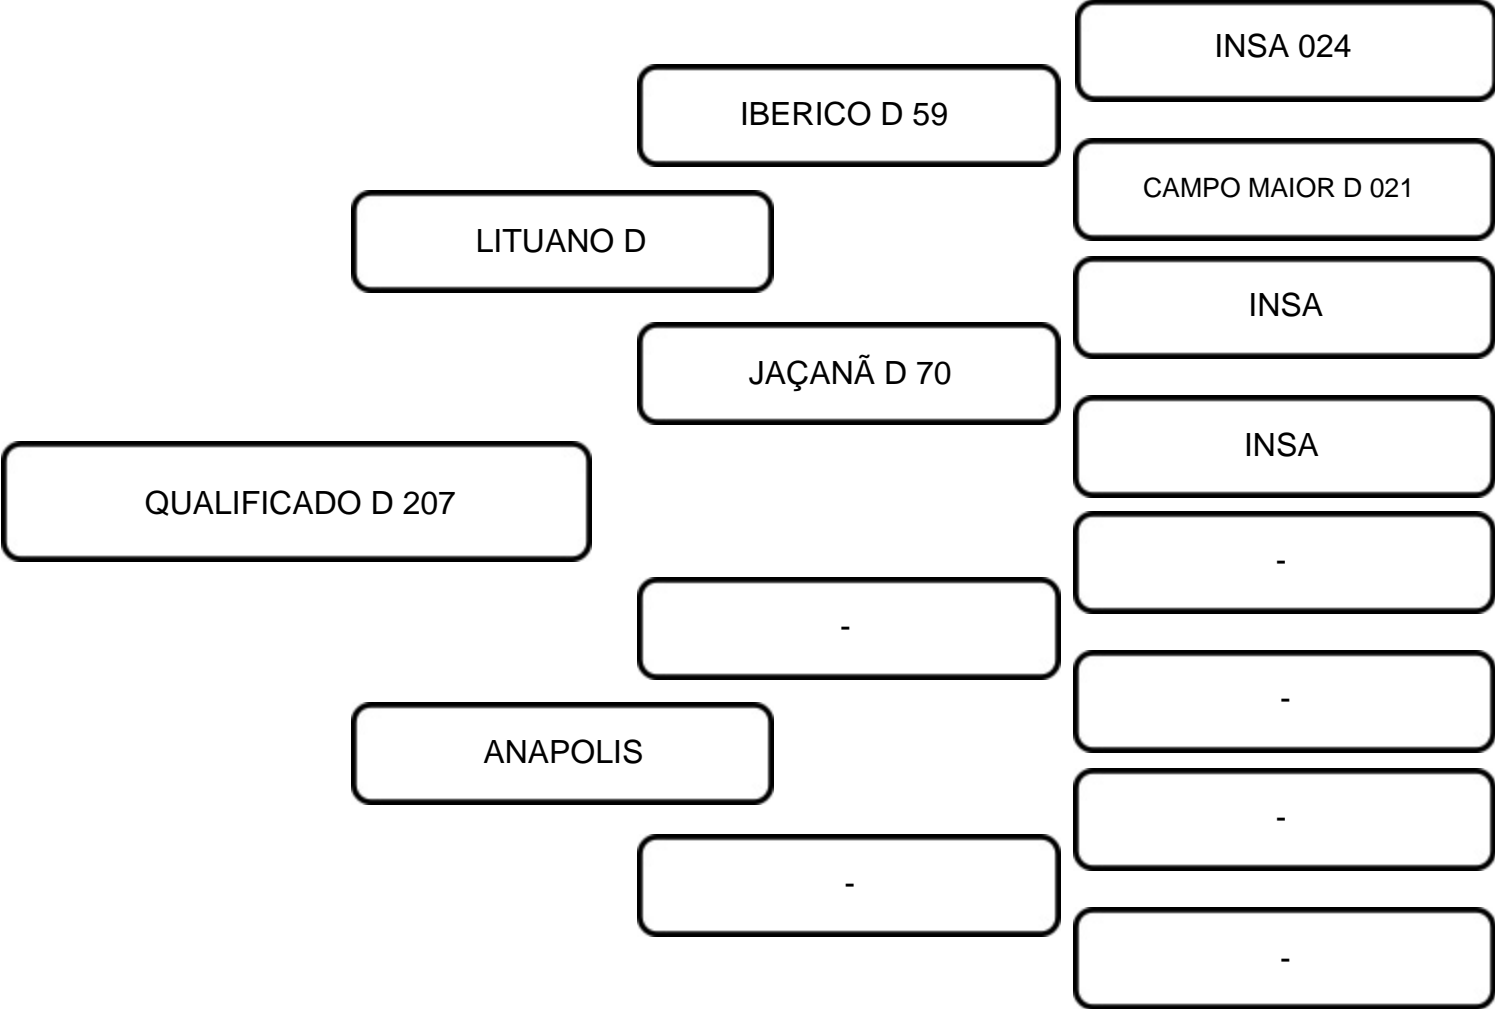 INSA 024
IBERICO D 59
CAMPO MAIOR D 021
LITUANO D
INSA
JAÇANÃ D 70
INSA
QUALIFICADO D 207
-
-
-
ANAPOLIS
-
-
-